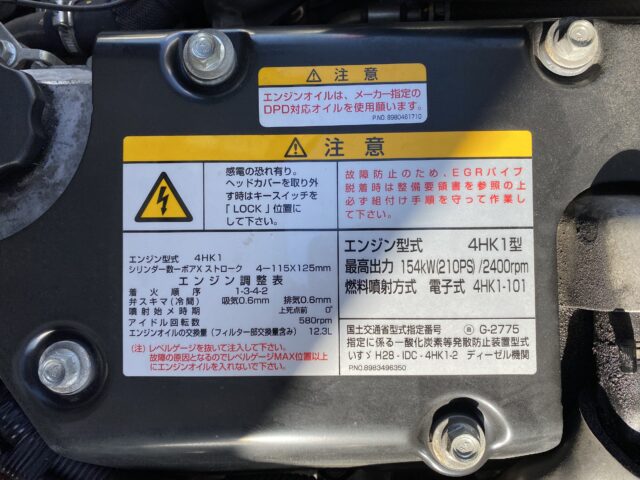 注意
エンジンオイルは、メーカー指定の
DPD対応オイルを使用願います。
P.NO. 8980461710
注意
感電の恐れ有り。
ヘッドカバーを取り外
す時はキースイッチを
「LOCK」位置に
して下さい。
故障防止のため、EGRパイプ
脱着時は整備要領書を参照の上
必ず組付け手順を守って作業し
て下さい。
エンジン型式 4HK1
シリンダ数ーボアXストローク 4ー115X125mm
エンジン調整表
着火順序 1-3-4-2
弁スキマ(冷間) 吸気0.6mm 排気0.6mm
噴射始メ時期 上死点前 °
アイドル回転数 580rpm
エンジンオイルの交換量(フィルター部交換量含み) 12.3L
(注)レベルゲージを抜いて注入して下さい。
故障の原因となるのでレベルゲージMAX位置以上
にエンジンオイルを入れないで下さい。
エンジン型式 4HK1型
最高出力 154kW(210PS)/2400rpm
燃料噴射方式 電子式 4HK1-101
国土交通省型式指定番号 G-2775
指定に係る一酸化炭素等発散防止装置型式
いすゞH28-IDC-4HK1-2 ディーゼル機関
P.NO.8983496350